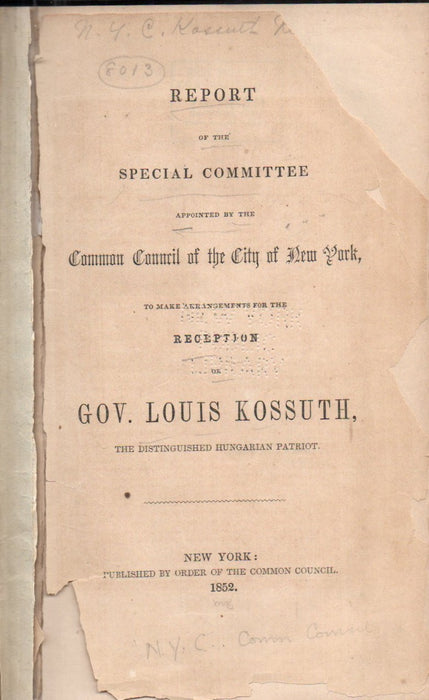 N. Y. C. Kossuth
8013
REPORT
OF THE
SPECIAL COMMITTEE
APPOINTED BY THE
Common Council of the City of New York,
TO MAKE ARRANGEMENTS FOR THE
RECEPTION
OF
GOV. LOUIS KOSSUTH,
THE DISTINGUISHED HUNGARIAN PATRIOT.
NEW YORK:
PUBLISHED BY ORDER OF THE COMMON COUNCIL.
1852.
N. Y. C. Comm Council